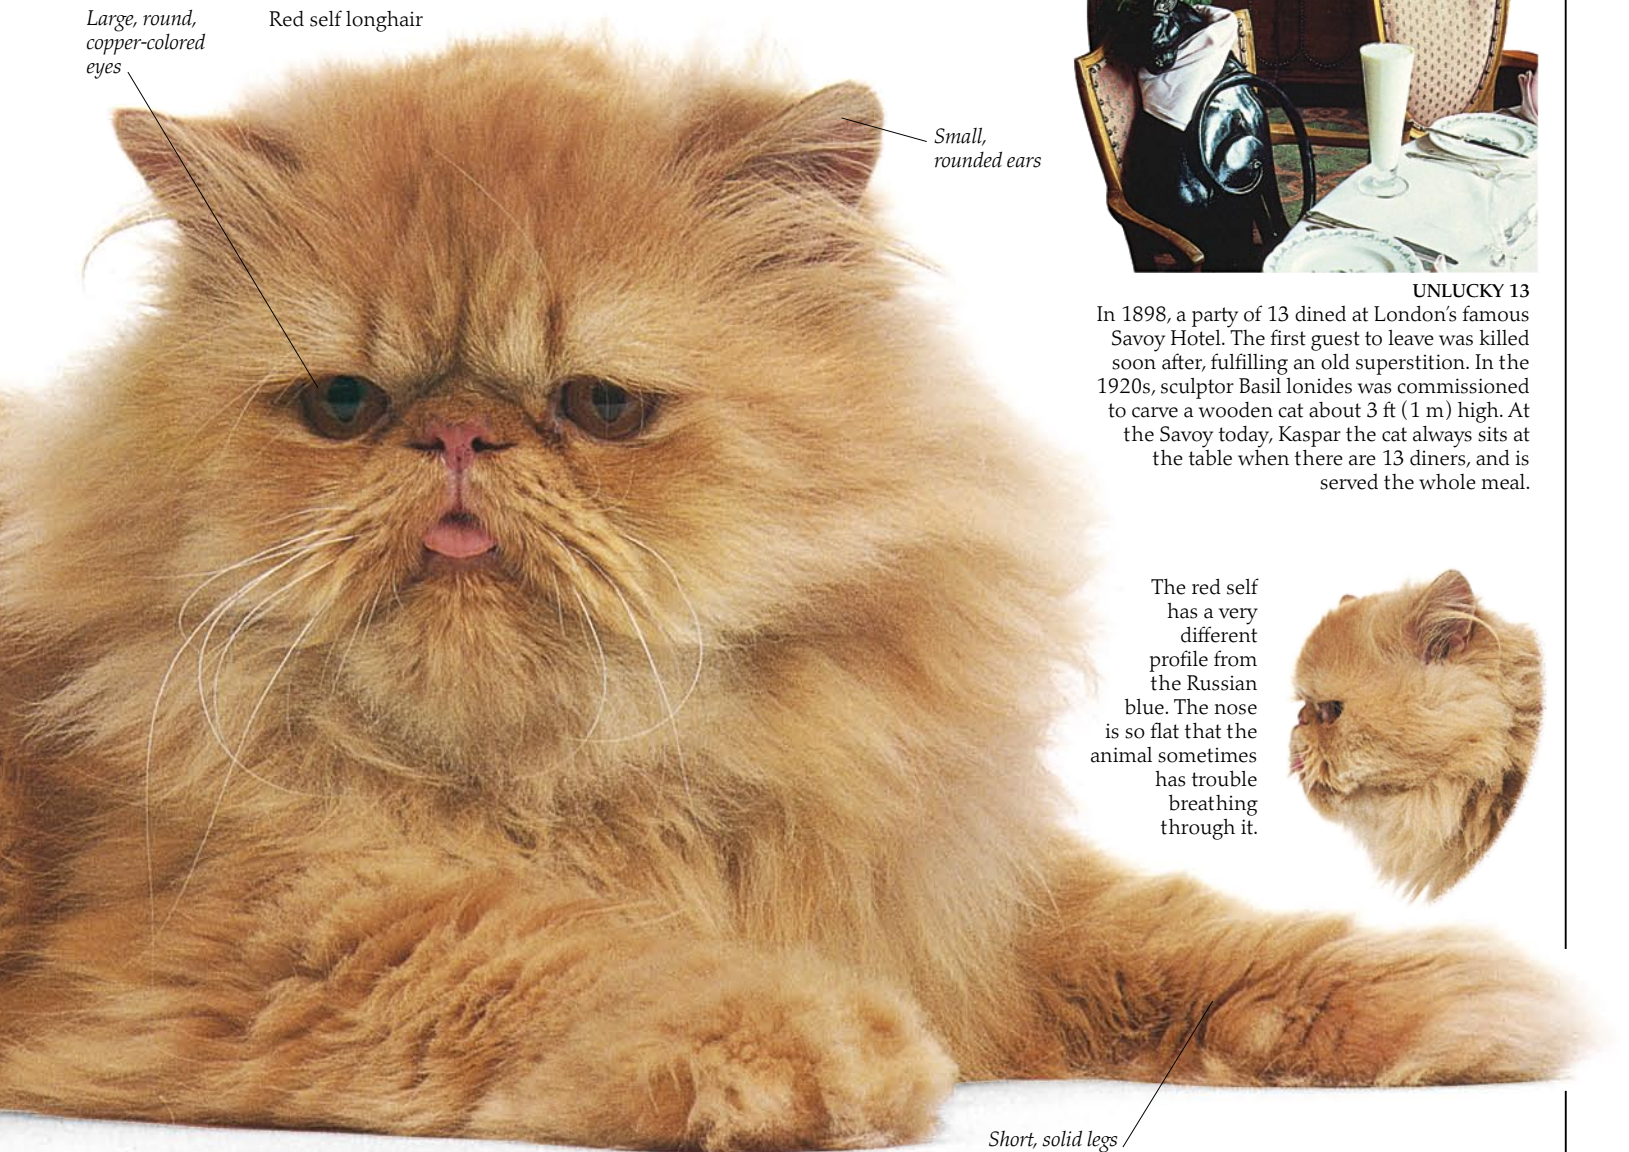 Large, round,
copper-colored
eyes
Red self longhair
Small,
rounded ears
UNLUCKY 13
In 1898, a party of 13 dined at London's famous
Savoy Hotel. The first guest to leave was killed
soon after, fulfilling an old superstition. In the
1920s, sculptor Basil lonides was commissioned
to carve a wooden cat about 3 ft (1 m) high. At
the Savoy today, Kaspar the cat always sits at
the table when there are 13 diners, and is
served the whole meal.
The red self
has a very
different
profile from
the Russian
blue. The nose
is so flat that the
animal sometimes
has trouble
breathing
through it.
Short, solid legs